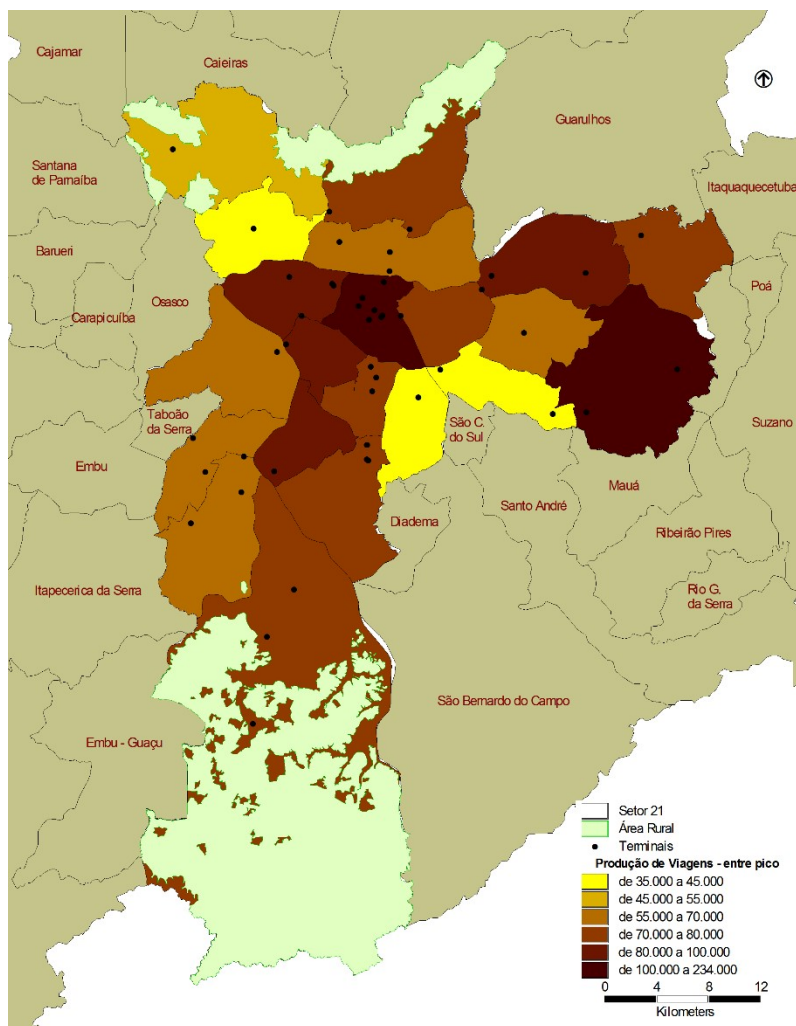 Cajamar
Caieiras
Guarulhos
Santana
de Parnaíba
Itaquaquecetuba
Barueri
Poá
Carapicuíba
Osasco
Taboão
da Serra
São C.
do Sul
Suzano
Embu
Mauá
Santo André
Diadema
Ribeirão Pires
Itapecerica da Serra
Rio G.
da Serra
São Bernardo do Campo
Embu - Guaçu
Setor 21
Área Rural
Terminais
Produção de Viagens - entre pico
de 35.000 a 45.000
de 45.000 a 55.000
de 55.000 a 70.000
de 70.000 a 80.000
de 80.000 a 100.000
de 100.000 a 234.000
0 4 8 12
Kilometers